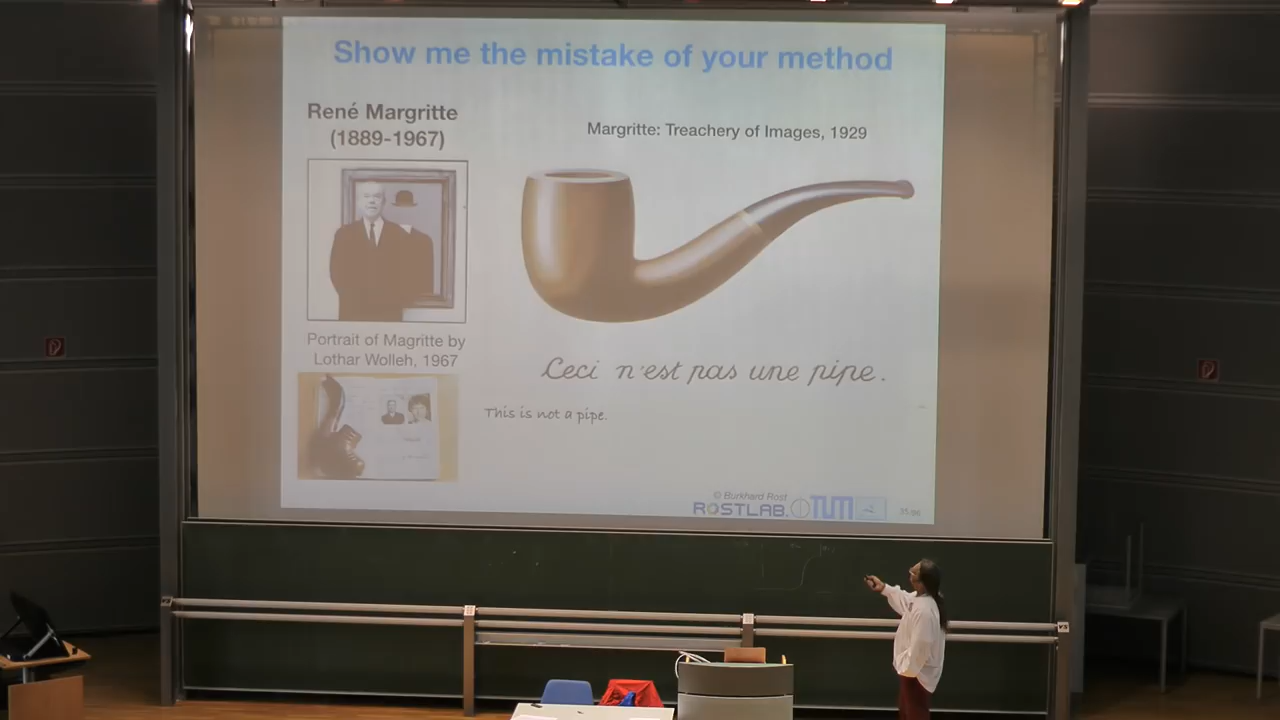 Show me the mistake of your method
René Margritte
(1889-1967)
Margritte: Treachery of Images, 1929
Portrait of Magritte by
Lothar Wolleh, 1967
Ceci n'est pas une pipe.
This is not a pipe.
© Burkhard Rost
ROSTLAB. TUM